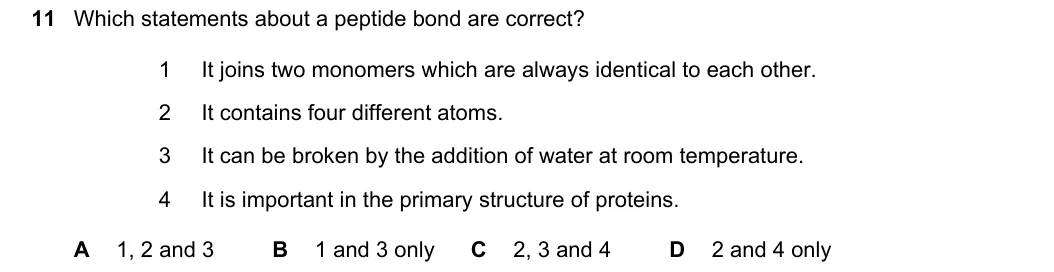 11 Which statements about a peptide bond are correct?
1 It joins two monomers which are always identical to each other.
2 It contains four different atoms.
3 It can be broken by the addition of water at room temperature.
4 It is important in the primary structure of proteins.
A 1, 2 and 3 B 1 and 3 only C 2, 3 and 4 D 2 and 4 only